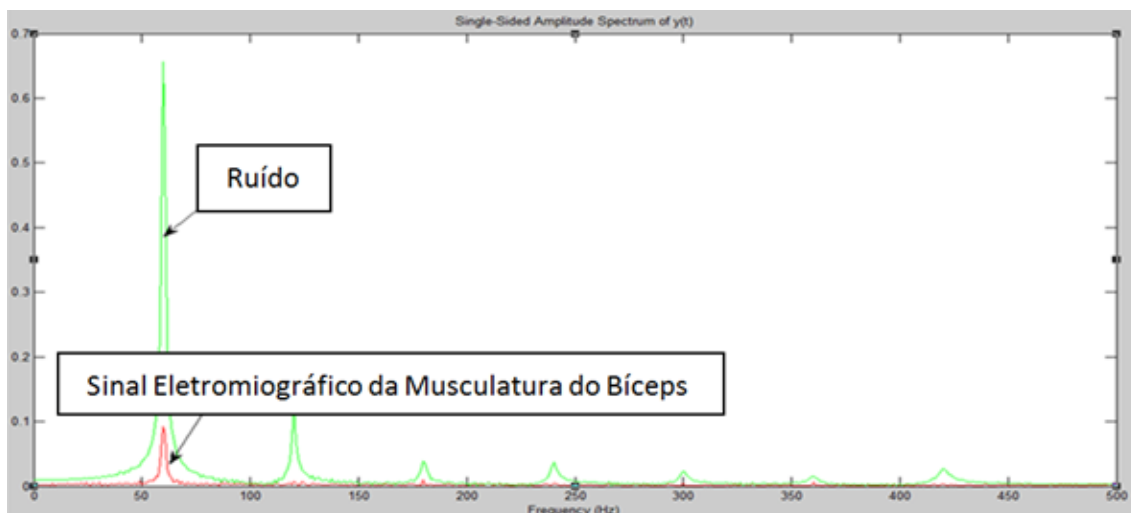 Single-Sided Amplitude Spectrum of y(t)
0.7
0.6
0.5
0.4
0.3
0.2
0.1
0
Ruído
Sinal Eletromiográfico da Musculatura do Bíceps
0 50 100 150 200 250 300 350 400 450 500
Frequency (Hz)